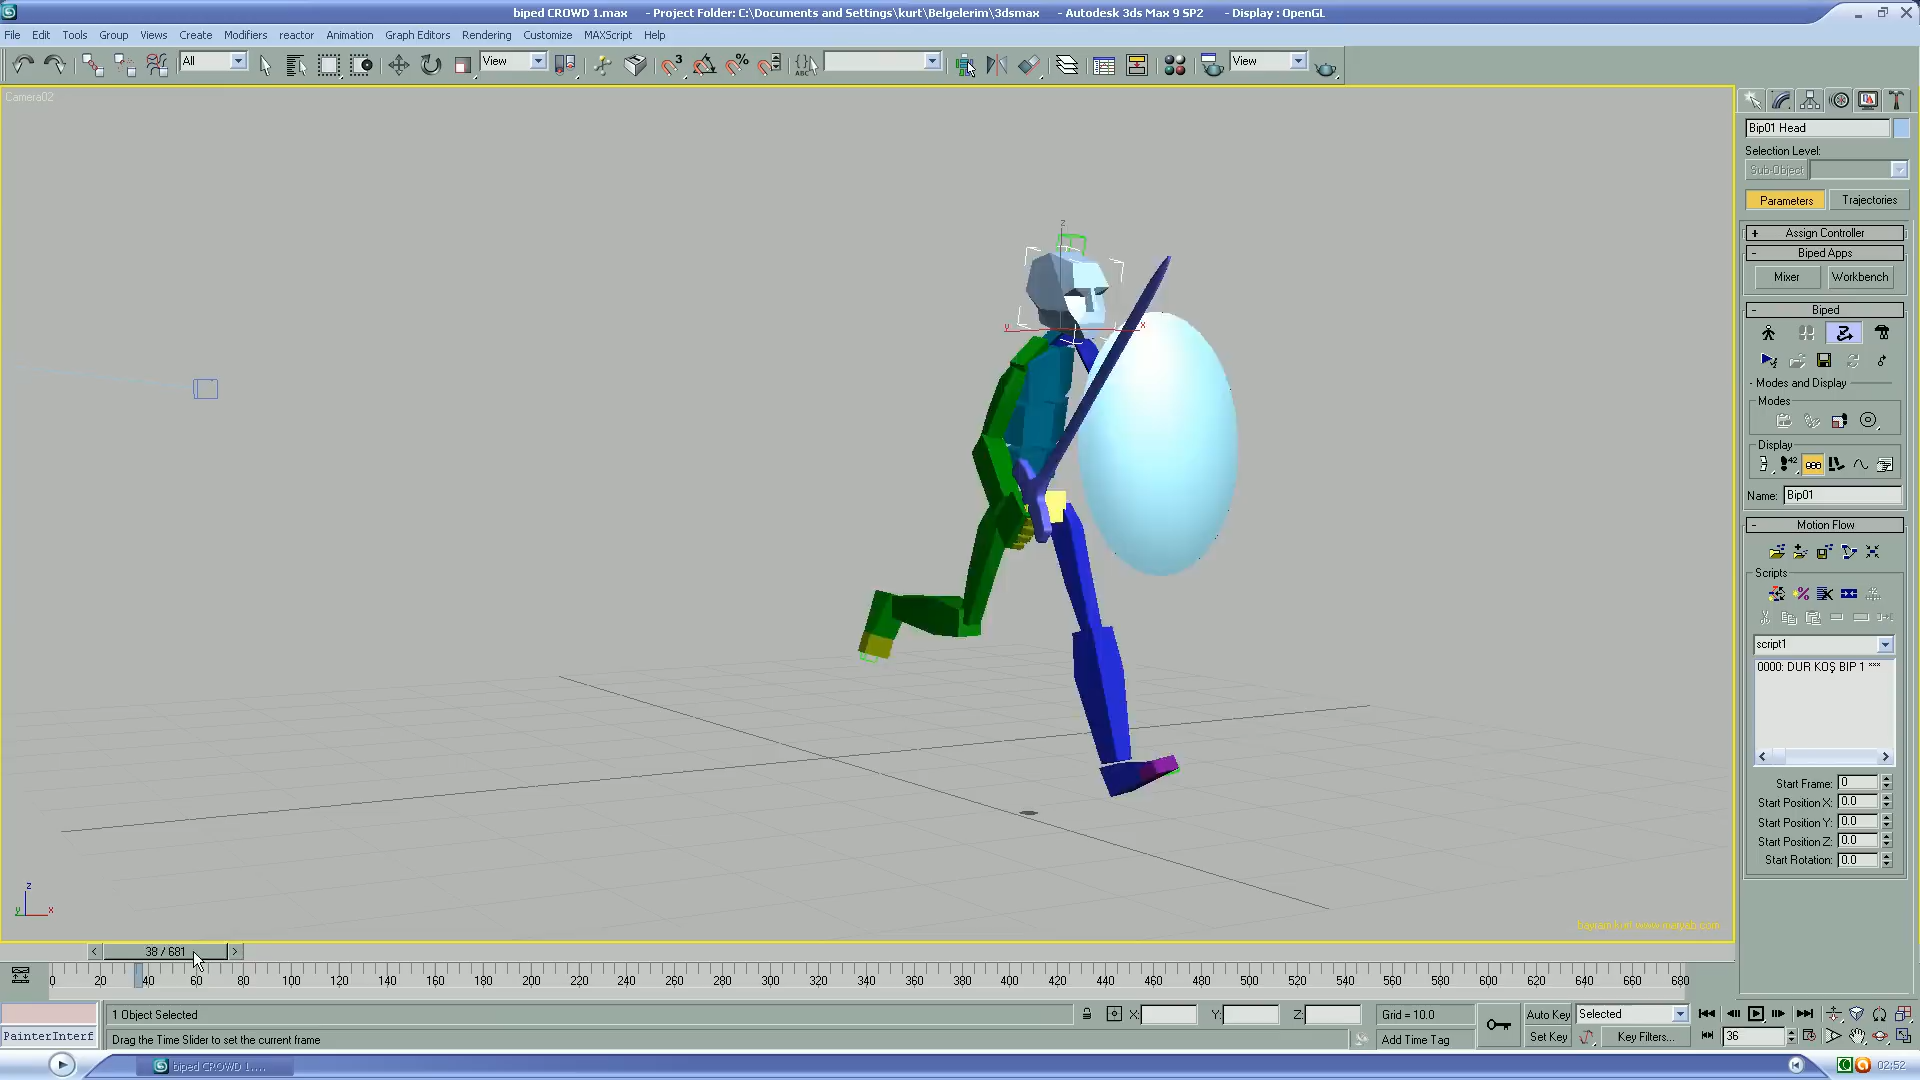 biped CROWD 1.max - Project Folder: C:\Documents and Settings\kurt\Belgelerim\3dsmax - Autodesk 3ds Max 9 SP2 - Display : OpenGL
File Edit Tools Group Views Create Modifiers reactor Animation Graph Editors Rendering Customize MAXScript Help
All View 3 % ABC View
Camera02
Bip01 Head
Selection Level:
Sub-Object
Parameters Trajectories
+ Assign Controller
- Biped Apps
Mixer Workbench
- Biped
- Modes and Display
Modes
Display
Name: Bip01
- Motion Flow
Scripts
script1
0000: DUR KOŞ BIP 1 ***
Start Frame: 0
Start Position X: 0.0
Start Position Y: 0.0
Start Position Z: 0.0
Start Rotation: 0.0
z
y x
z
y x
bayram kurt www.meryab.com
< 38 / 681 >
0 20 40 60 80 100 120 140 160 180 200 220 240 260 280 300 320 340 360 380 400 420 440 460 480 500 520 540 560 580 600 620 640 660 680
1 Object Selected X: Y: Z: Grid = 10.0 Auto Key Selected
PainterInterf Drag the Time Slider to set the current frame Add Time Tag Set Key Key Filters... 36
biped CROWD 1.... 02:52